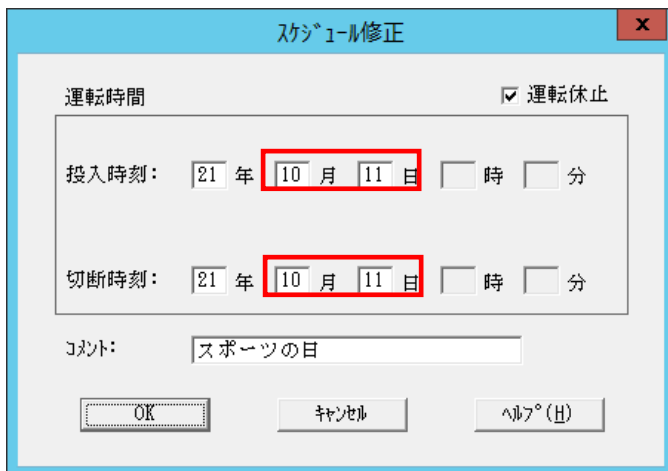 ｽｹｼﾞｭｰﾙ修正
x
運転時間 運転休止
投入時刻: 21 年 10 月 11 日 時 分
切断時刻: 21 年 10 月 11 日 時 分
ｺﾒﾝﾄ: スポーツの日
OK ｷｬﾝｾﾙ ﾍﾙﾌﾟ(H)